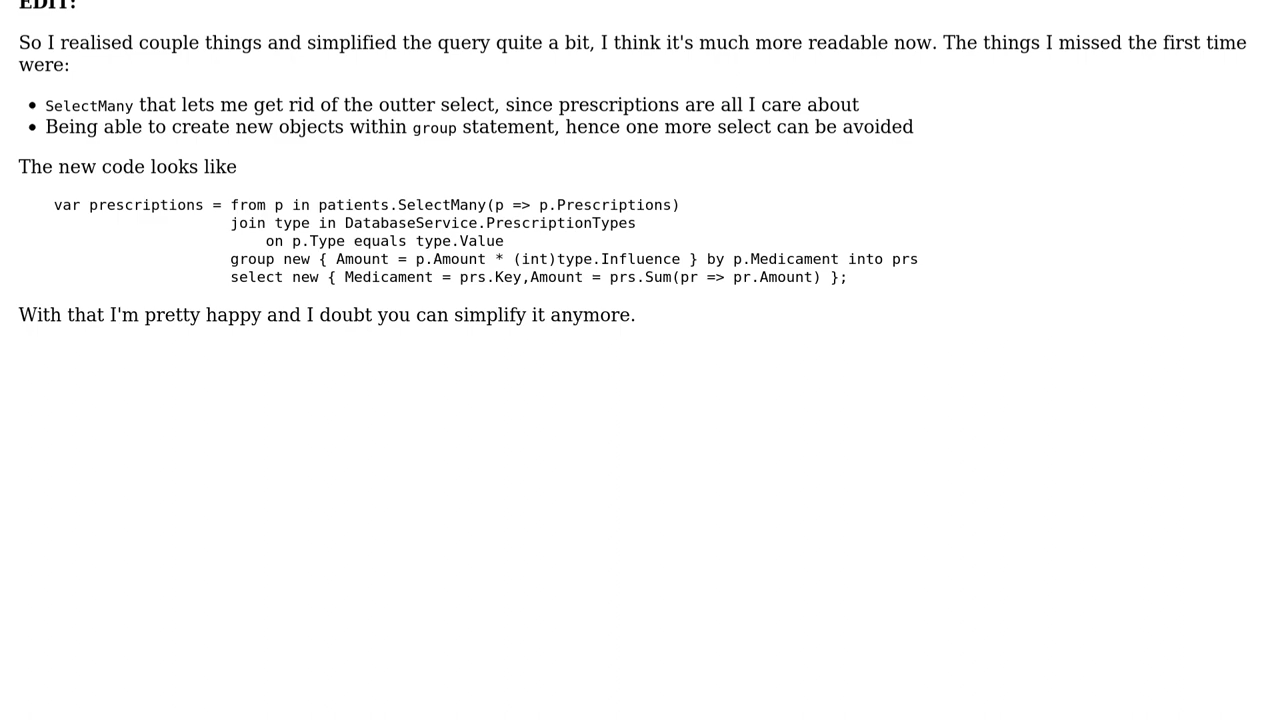 EDIT:
So I realised couple things and simplified the query quite a bit, I think it's much more readable now. The things I missed the first time
were:
SelectMany that lets me get rid of the outter select, since prescriptions are all I care about
Being able to create new objects within group statement, hence one more select can be avoided
The new code looks like
var prescriptions = from p in patients.SelectMany(p => p.Prescriptions)
join type in DatabaseService.PrescriptionTypes
on p.Type equals type.Value
group new { Amount = p.Amount * (int)type.Influence } by p.Medicament into prs
select new { Medicament = prs.Key,Amount = prs.Sum(pr => pr.Amount) };
With that I'm pretty happy and I doubt you can simplify it anymore.